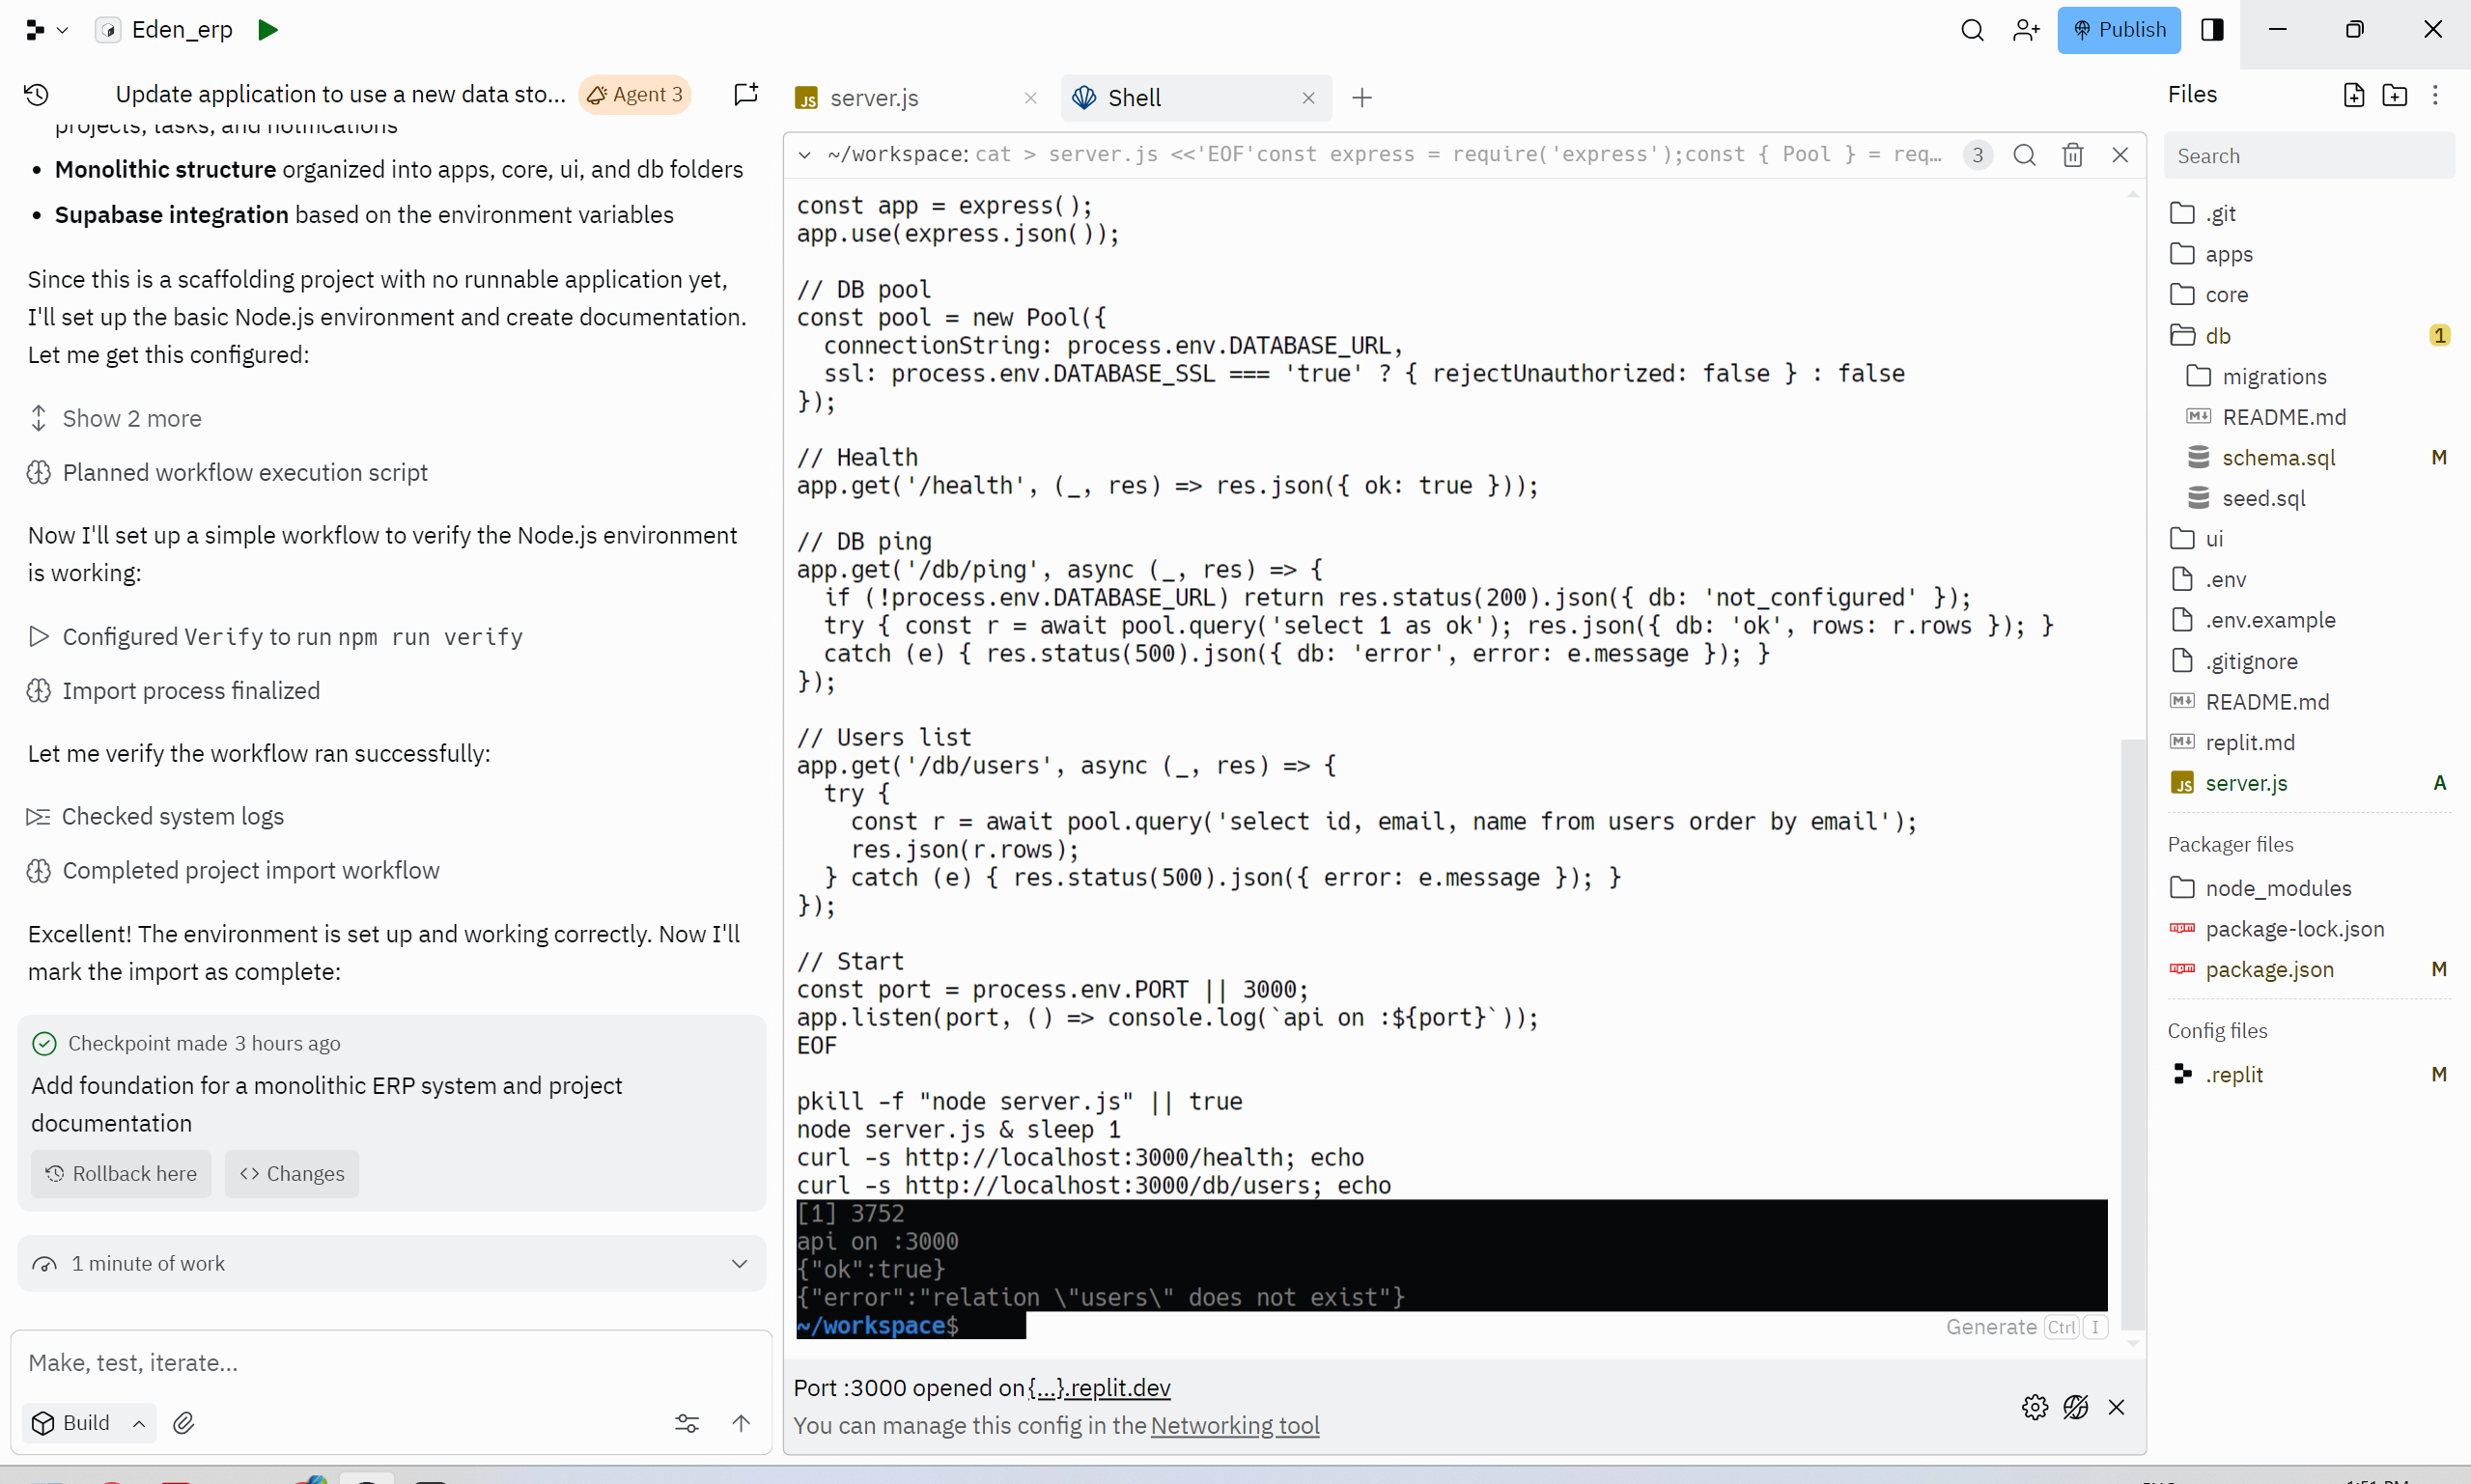 Eden_erp
Publish
Update application to use a new data sto...
Agent 3
projects, tasks, and notifications
• Monolithic structure organized into apps, core, ui, and db folders
• Supabase integration based on the environment variables
Since this is a scaffolding project with no runnable application yet,
I'll set up the basic Node.js environment and create documentation.
Let me get this configured:
Show 2 more
Planned workflow execution script
Now I'll set up a simple workflow to verify the Node.js environment
is working:
Configured Verify to run npm run verify
Import process finalized
Let me verify the workflow ran successfully:
Checked system logs
Completed project import workflow
Excellent! The environment is set up and working correctly. Now I'll
mark the import as complete:
Checkpoint made 3 hours ago
Add foundation for a monolithic ERP system and project
documentation
Rollback here
<> Changes
1 minute of work
Make, test, iterate...
Build
JS server.js
Shell
~/workspace: cat > server.js <<'EOF'const express = require('express');const { Pool } = req... 3
const app = express();
app.use(express.json());
// DB pool
const pool = new Pool({
  connectionString: process.env.DATABASE_URL,
  ssl: process.env.DATABASE_SSL === 'true' ? { rejectUnauthorized: false } : false
});
// Health
app.get('/health', (_, res) => res.json({ ok: true }));
// DB ping
app.get('/db/ping', async (_, res) => {
  if (!process.env.DATABASE_URL) return res.status(200).json({ db: 'not_configured' });
  try { const r = await pool.query('select 1 as ok'); res.json({ db: 'ok', rows: r.rows }); }
  catch (e) { res.status(500).json({ db: 'error', error: e.message }); }
});
// Users list
app.get('/db/users', async (_, res) => {
  try {
    const r = await pool.query('select id, email, name from users order by email');
    res.json(r.rows);
  } catch (e) { res.status(500).json({ error: e.message }); }
});
// Start
const port = process.env.PORT || 3000;
app.listen(port, () => console.log(`api on :${port}`));
EOF
pkill -f "node server.js" || true
node server.js & sleep 1
curl -s http://localhost:3000/health; echo
curl -s http://localhost:3000/db/users; echo
[1] 3752
api on :3000
{"ok":true}
{"error":"relation \"users\" does not exist"}
~/workspace$
Generate Ctrl I
Port :3000 opened on {...}.replit.dev
You can manage this config in the Networking tool
Files
Search
.git
apps
core
db 1
migrations
README.md
schema.sql M
seed.sql
ui
.env
.env.example
.gitignore
README.md
replit.md
JS server.js A
Packager files
node_modules
package-lock.json
package.json M
Config files
.replit M